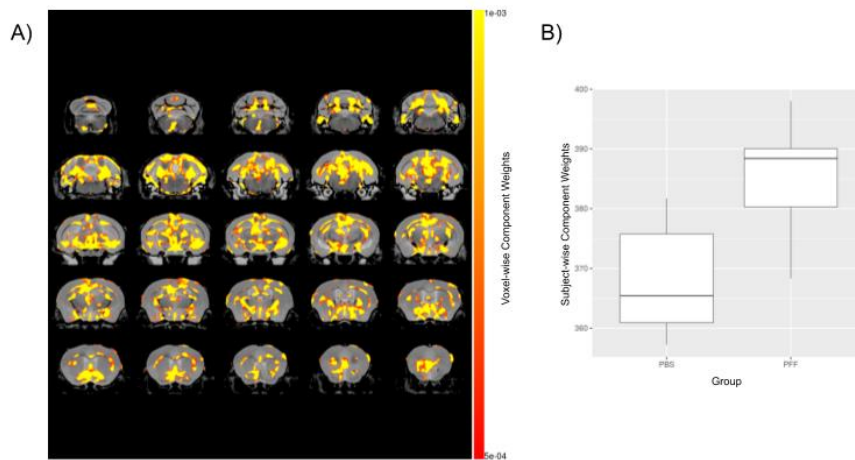 A)
1e-03
Voxel-wise Component Weights
5e-04
B)
Subject-wise Component Weights
400
390
380
370
360
PBS
PFF
Group